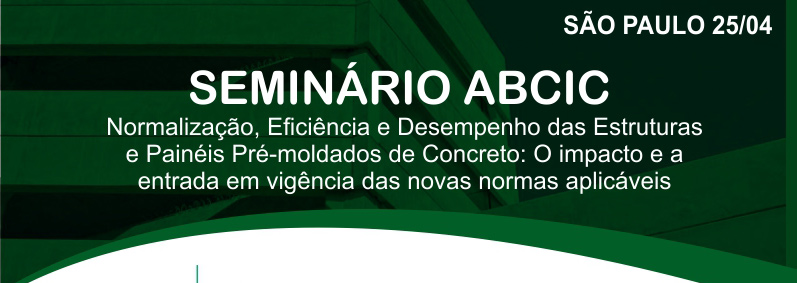 SÃO PAULO 25/04
SEMINÁRIO ABCIC
Normalização, Eficiência e Desempenho das Estruturas
e Painéis Pré-moldados de Concreto: O impacto e a
entrada em vigência das novas normas aplicáveis